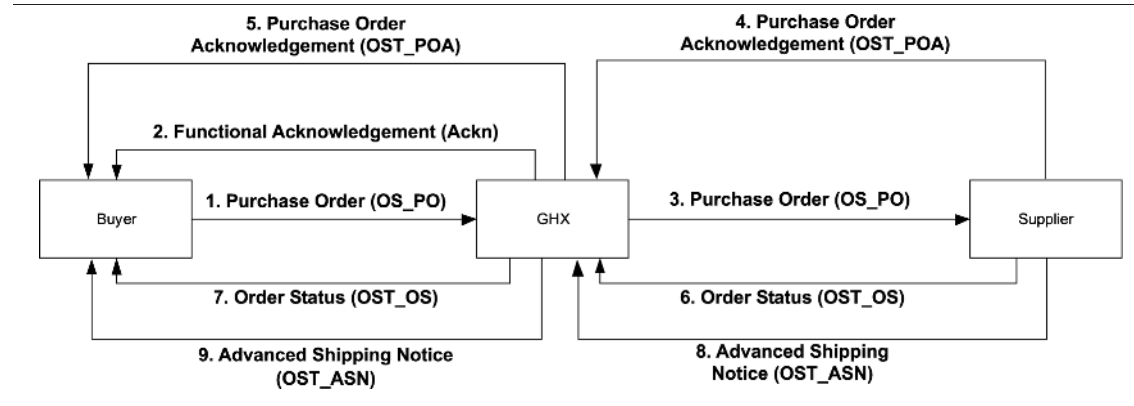 5. Purchase Order
Acknowledgement (OST_POA)
4. Purchase Order
Acknowledgement (OST_POA)
2. Functional Acknowledgement (Ackn)
Buyer
1. Purchase Order (OS_PO)
GHX
3. Purchase Order (OS_PO)
Supplier
7. Order Status (OST_OS)
6. Order Status (OST_OS)
9. Advanced Shipping Notice
(OST_ASN)
8. Advanced Shipping
Notice (OST_ASN)